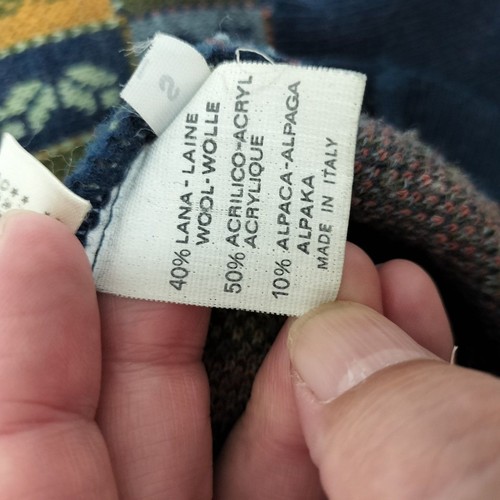 40% LANA - LAINE
WOOL-WOLLE
50% ACRILICO-ACRYL
ACRYLIQUE
10% ALPACA-ALPAGA
ALPAKA
MADE IN ITALY
S